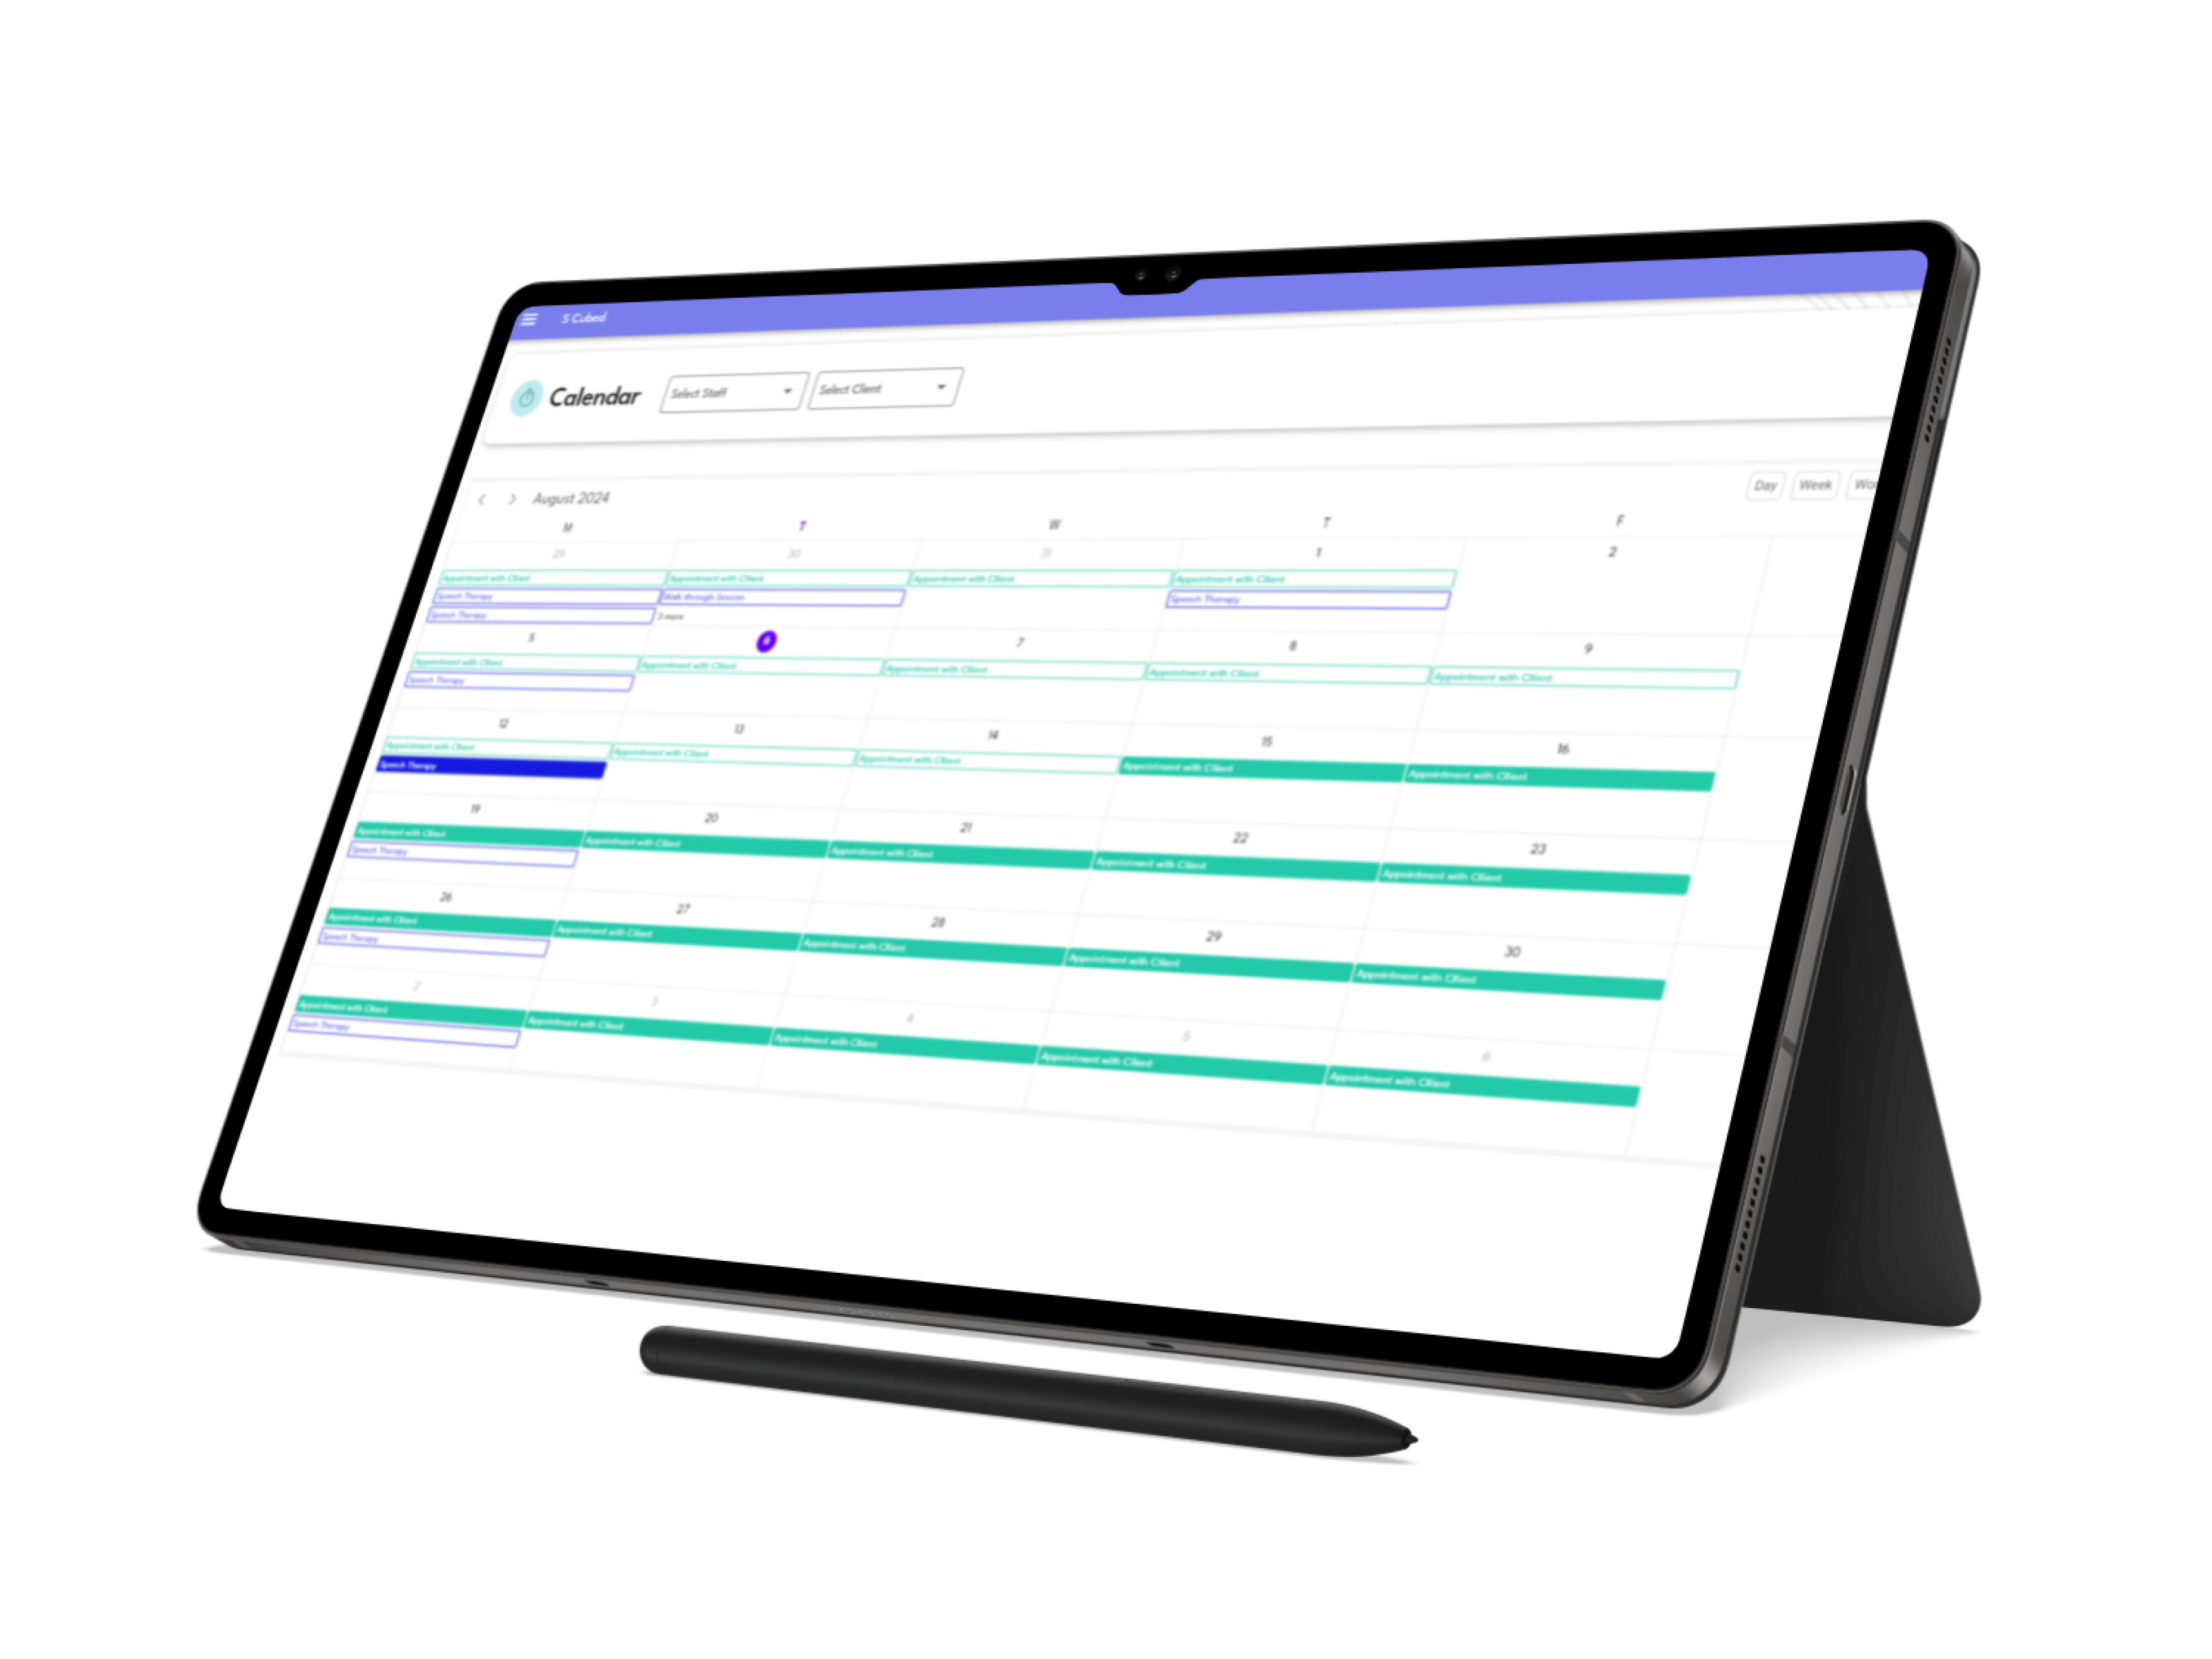 S Cubed
Calendar Select Staff Select Client
August 2024 Day Week
M T W T F
29 30 31 1 2
Appointment with Client Appointment with Client Appointment with Client Appointment with Client
Speech Therapy Walk through Session Speech Therapy
Speech Therapy 3 more
5 6 7 8 9
Appointment with Client Appointment with Client Appointment with Client Appointment with Client Appointment with Client
Speech Therapy
12 13 14 15 16
Appointment with Client Appointment with Client Appointment with Client Appointment with Client Appointment with Client
Speech Therapy
19 20 21 22 23
Appointment with Client Appointment with Client Appointment with Client Appointment with Client Appointment with Client
Speech Therapy
26 27 28 29 30
Appointment with Client Appointment with Client Appointment with Client Appointment with Client Appointment with Client
Speech Therapy
2 3 4 5 6
Appointment with Client Appointment with Client Appointment with Client Appointment with Client Appointment with Client
Speech Therapy